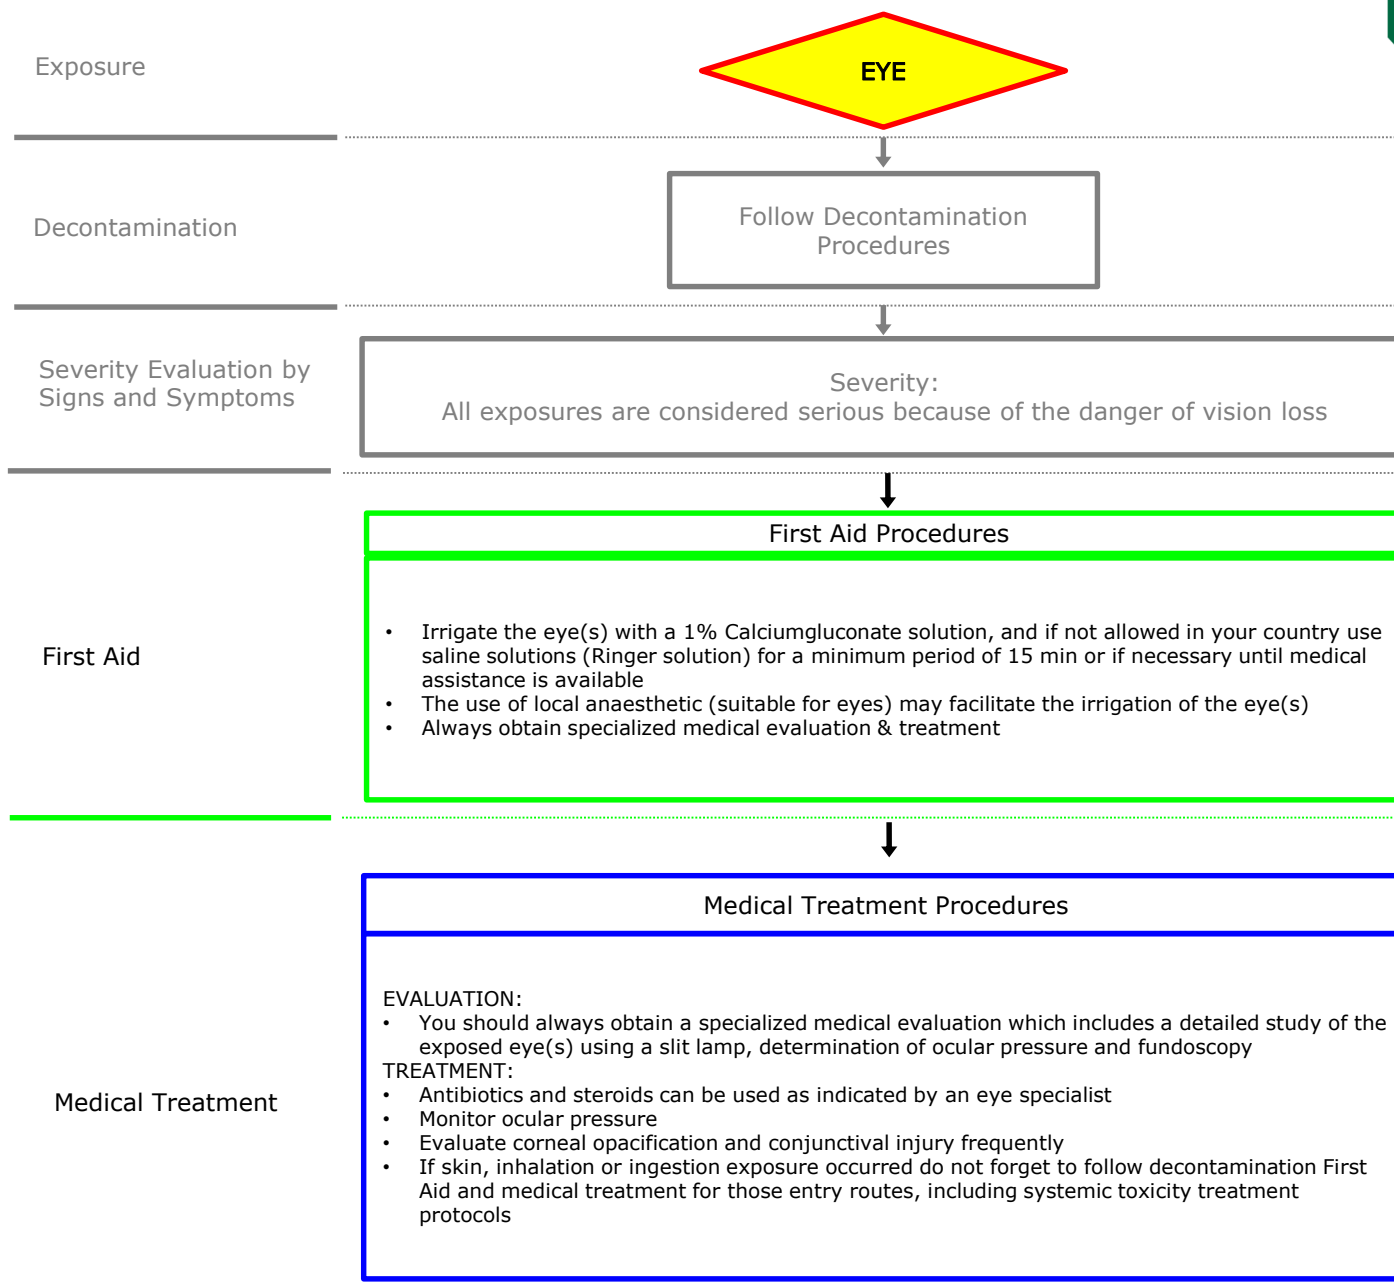 Exposure
EYE
Decontamination
Follow Decontamination
Procedures
Severity Evaluation by
Signs and Symptoms
Severity:
All exposures are considered serious because of the danger of vision loss
First Aid
First Aid Procedures
• Irrigate the eye(s) with a 1% Calciumgluconate solution, and if not allowed in your country use
saline solutions (Ringer solution) for a minimum period of 15 min or if necessary until medical
assistance is available
• The use of local anaesthetic (suitable for eyes) may facilitate the irrigation of the eye(s)
• Always obtain specialized medical evaluation & treatment
Medical Treatment
Medical Treatment Procedures
EVALUATION:
• You should always obtain a specialized medical evaluation which includes a detailed study of the
exposed eye(s) using a slit lamp, determination of ocular pressure and fundoscopy
TREATMENT:
• Antibiotics and steroids can be used as indicated by an eye specialist
• Monitor ocular pressure
• Evaluate corneal opacification and conjunctival injury frequently
• If skin, inhalation or ingestion exposure occurred do not forget to follow decontamination First
Aid and medical treatment for those entry routes, including systemic toxicity treatment
protocols